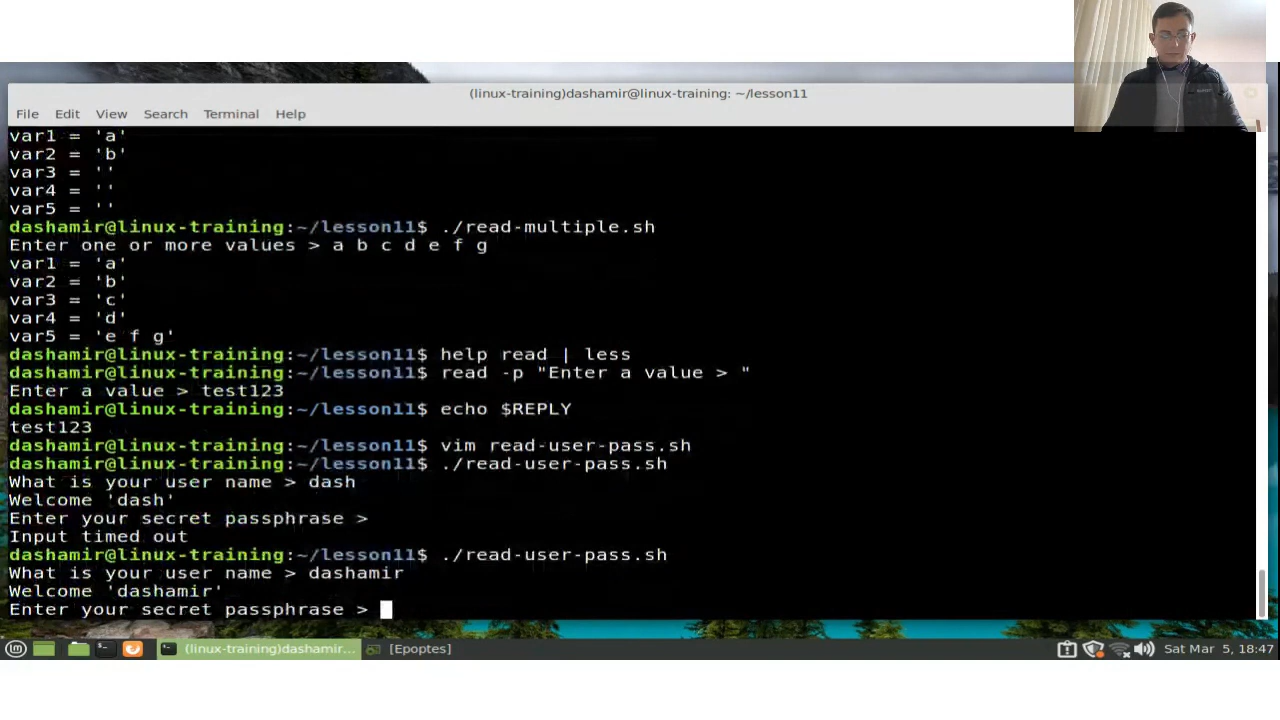 (linux-training)dashamir@linux-training: ~/lesson11
File Edit View Search Terminal Help
var1 = 'a'
var2 = 'b'
var3 = ''
var4 = ''
var5 = ''
dashamir@linux-training:~/lesson11$ ./read-multiple.sh
Enter one or more values > a b c d e f g
var1 = 'a'
var2 = 'b'
var3 = 'c'
var4 = 'd'
var5 = 'e f g'
dashamir@linux-training:~/lesson11$ help read | less
dashamir@linux-training:~/lesson11$ read -p "Enter a value > "
Enter a value > test123
dashamir@linux-training:~/lesson11$ echo $REPLY
test123
dashamir@linux-training:~/lesson11$ vim read-user-pass.sh
dashamir@linux-training:~/lesson11$ ./read-user-pass.sh
What is your user name > dash
Welcome 'dash'
Enter your secret passphrase >
Input timed out
dashamir@linux-training:~/lesson11$ ./read-user-pass.sh
What is your user name > dashamir
Welcome 'dashamir'
Enter your secret passphrase >
(linux-training)dashamir... [Epoptes] Sat Mar 5, 18:47